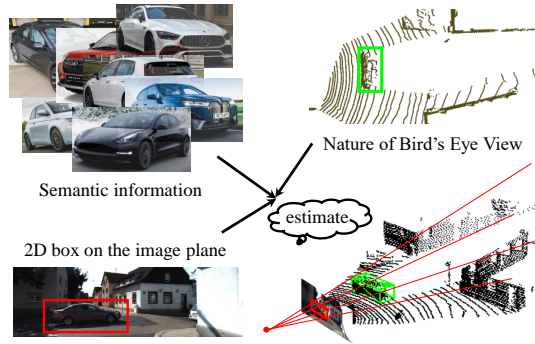 Nature of Bird's Eye View
Semantic information
estimate
2D box on the image plane